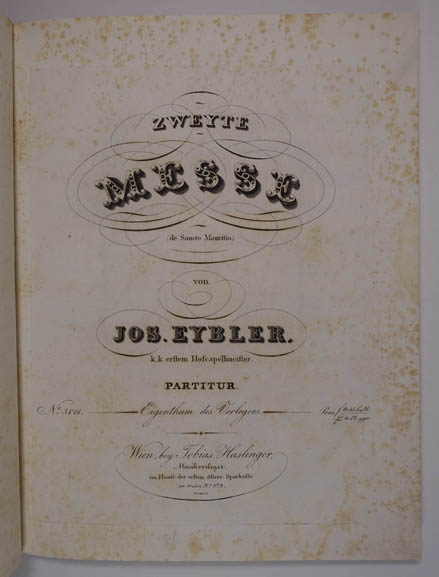 ZWEYTE
MESSE
(de Sancto Mauritio)
von
JOS. EYBLER.
k.k. erstem Hofcapellmeister.
PARTITUR.
No. 5011. Eigenthum des Verlegers. Preis
Wien, bey Tobias Haslinger,
Musikverleger,
im Hause der ersten österr. Sparkasse
am Graben No. 572.